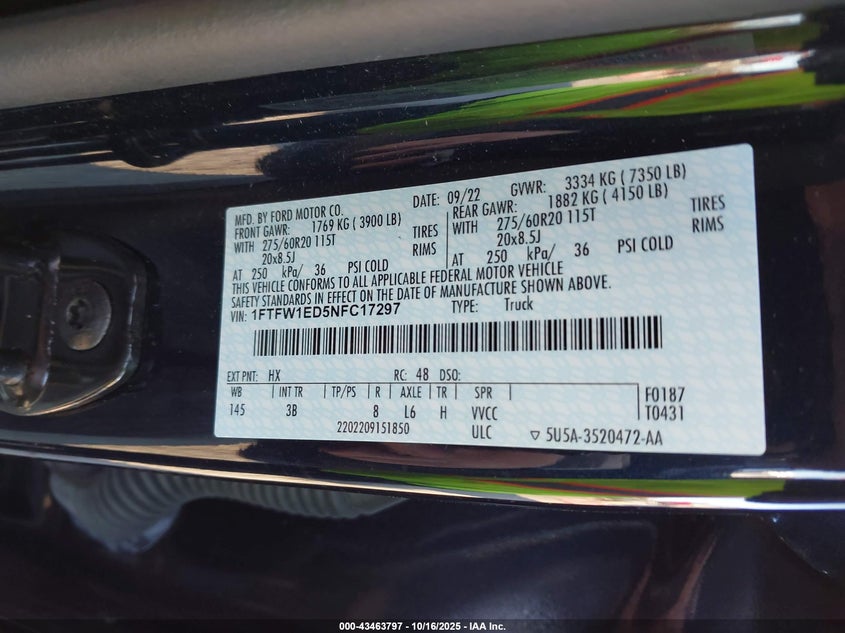 MFD. BY FORD MOTOR CO. DATE: 09/22 GVWR: 3334 KG ( 7350 LB)
FRONT GAWR: 1769 KG ( 3900 LB) REAR GAWR: 1882 KG ( 4150 LB)
WITH 275/60R20 115T TIRES WITH 275/60R20 115T TIRES
20x8.5J RIMS 20x8.5J RIMS
AT 250 kPa/ 36 PSI COLD AT 250 kPa/ 36 PSI COLD
THIS VEHICLE CONFORMS TO ALL APPLICABLE FEDERAL MOTOR VEHICLE
SAFETY STANDARDS IN EFFECT ON THE DATE OF MANUFACTURE SHOWN ABOVE.
VIN: 1FTFW1ED5NFC17297 TYPE: Truck
EXT PNT: HX RC: 48 DSO:
WB INT TR TP/PS R AXLE TR SPR F0187
145 3B 8 L6 H VVCC T0431
2202209151850 ULC ▽ 5U5A-3520472-AA
000-43463797 - 10/16/2025 - IAA Inc.